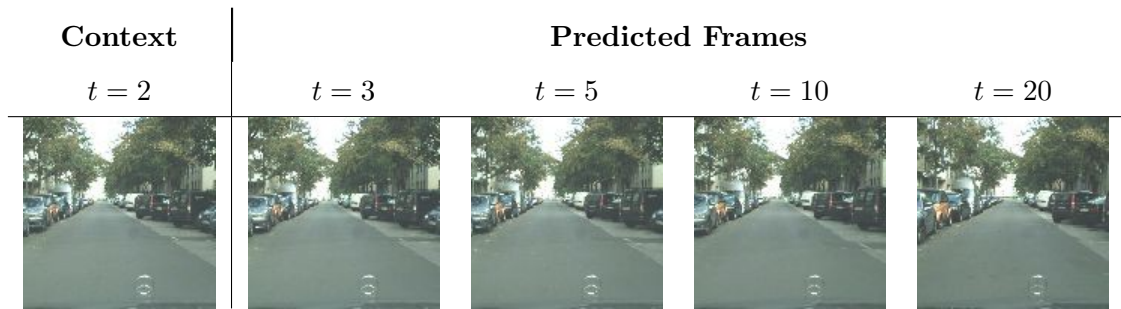 Context Predicted Frames
t = 2 t = 3 t = 5 t = 10 t = 20